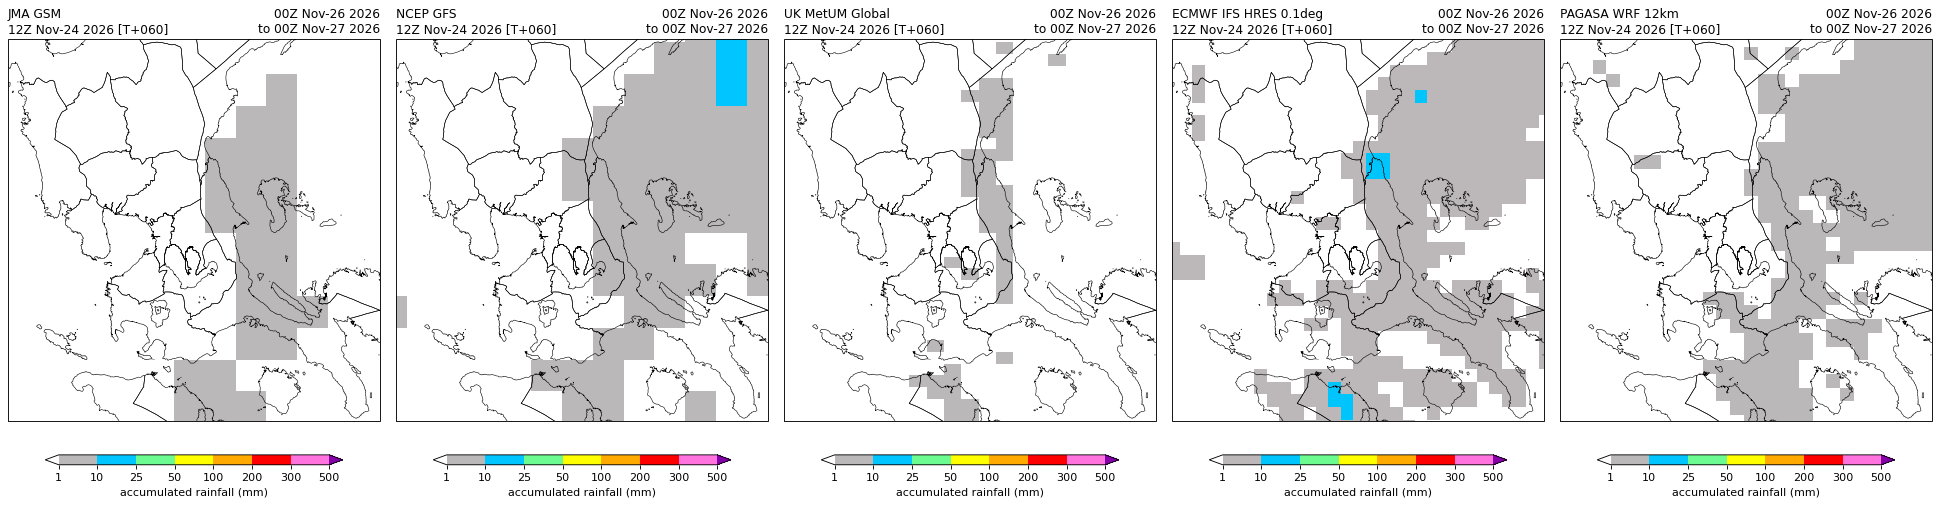 JMA GSM 00Z Nov-26 2026
12Z Nov-24 2026 [T+060] to 00Z Nov-27 2026
NCEP GFS 00Z Nov-26 2026
12Z Nov-24 2026 [T+060] to 00Z Nov-27 2026
UK MetUM Global 00Z Nov-26 2026
12Z Nov-24 2026 [T+060] to 00Z Nov-27 2026
ECMWF IFS HRES 0.1deg 00Z Nov-26 2026
12Z Nov-24 2026 [T+060] to 00Z Nov-27 2026
PAGASA WRF 12km 00Z Nov-26 2026
12Z Nov-24 2026 [T+060] to 00Z Nov-27 2026
1 10 25 50 100 200 300 500
accumulated rainfall (mm)
1 10 25 50 100 200 300 500
accumulated rainfall (mm)
1 10 25 50 100 200 300 500
accumulated rainfall (mm)
1 10 25 50 100 200 300 500
accumulated rainfall (mm)
1 10 25 50 100 200 300 500
accumulated rainfall (mm)